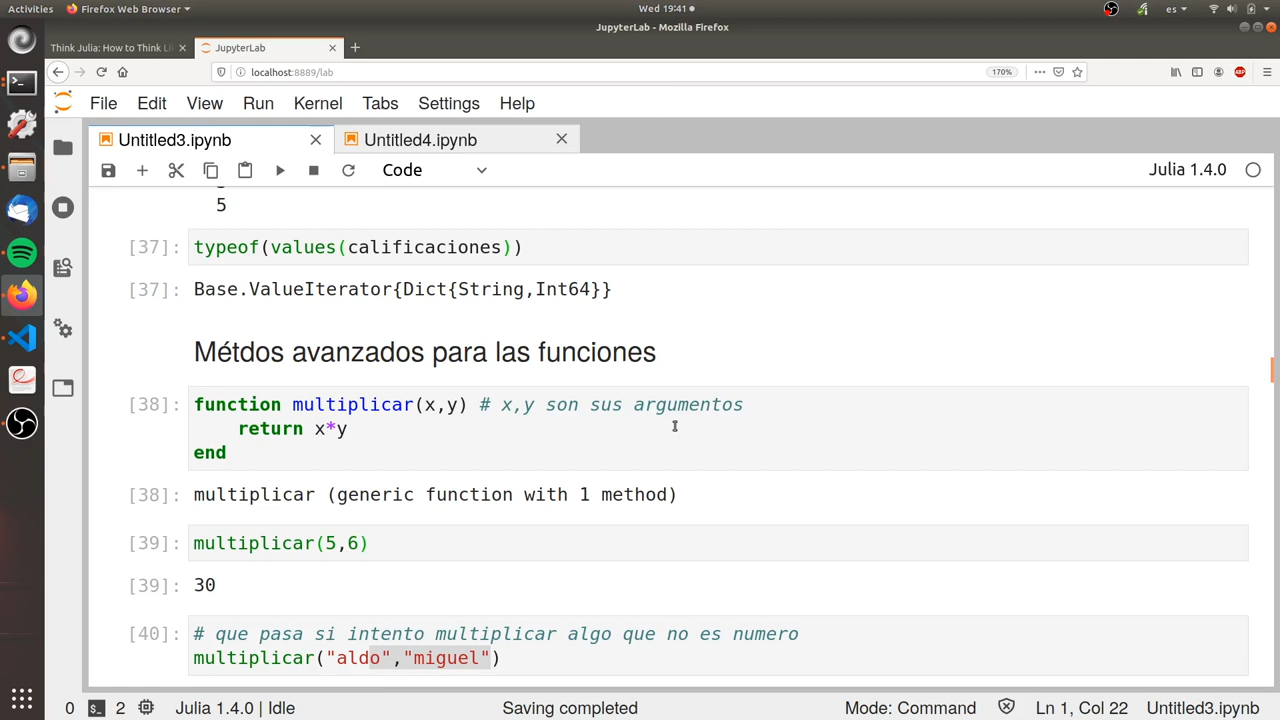 Activities Firefox Web Browser Wed 19:41 es
JupyterLab - Mozilla Firefox
Think Julia: How to Think Li JupyterLab
localhost:8889/lab 170% ABP
File Edit View Run Kernel Tabs Settings Help
Untitled3.ipynb Untitled4.ipynb
Code Julia 1.4.0
5
[37]: typeof(values(calificaciones))
[37]: Base.ValueIterator{Dict{String,Int64}}
Métdos avanzados para las funciones
[38]: function multiplicar(x,y) # x,y son sus argumentos
return x*y
end
[38]: multiplicar (generic function with 1 method)
[39]: multiplicar(5,6)
[39]: 30
[40]: # que pasa si intento multiplicar algo que no es numero
multiplicar("aldo","miguel")
0 $_ 2 Julia 1.4.0 | Idle Saving completed Mode: Command Ln 1, Col 22 Untitled3.ipynb